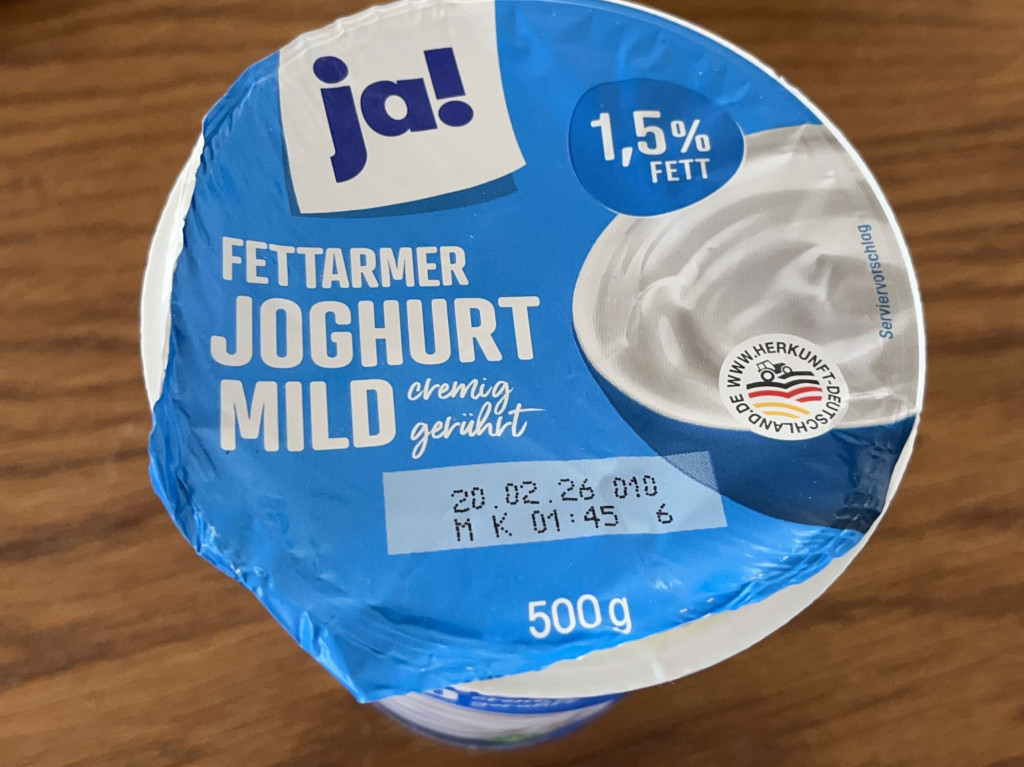 ja!
1,5%
FETT
FETTARMER
JOGHURT
MILD cremig
gerührt
Serviervorschlag
WWW.HERKUNFT-DEUTSCHLAND.DE
20.02.26 010
M K 01:45 6
500g